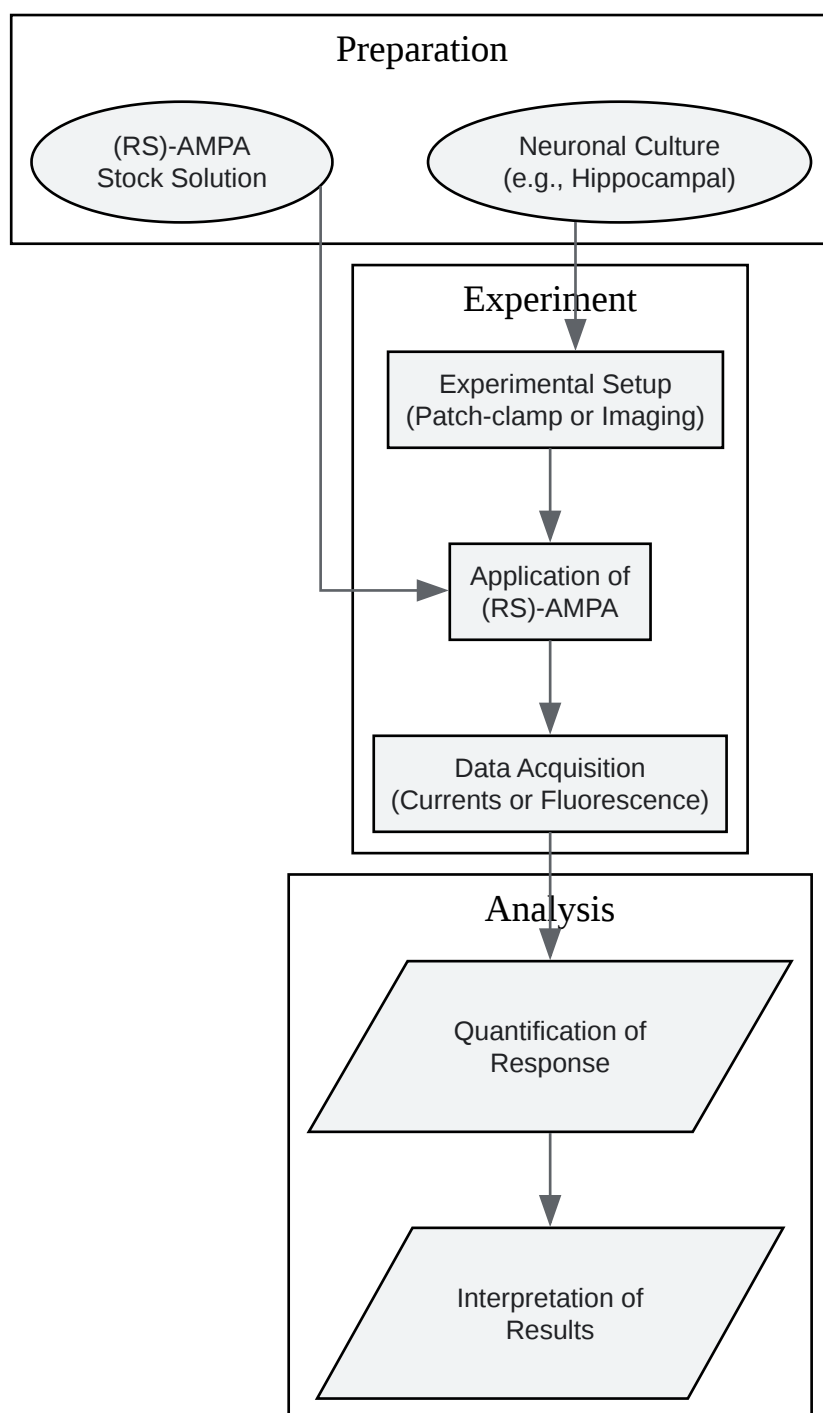 Preparation
(RS)-AMPA
Stock Solution
Neuronal Culture
(e.g., Hippocampal)
Experiment
Experimental Setup
(Patch-clamp or Imaging)
Application of
(RS)-AMPA
Data Acquisition
(Currents or Fluorescence)
Analysis
Quantification of
Response
Interpretation of
Results